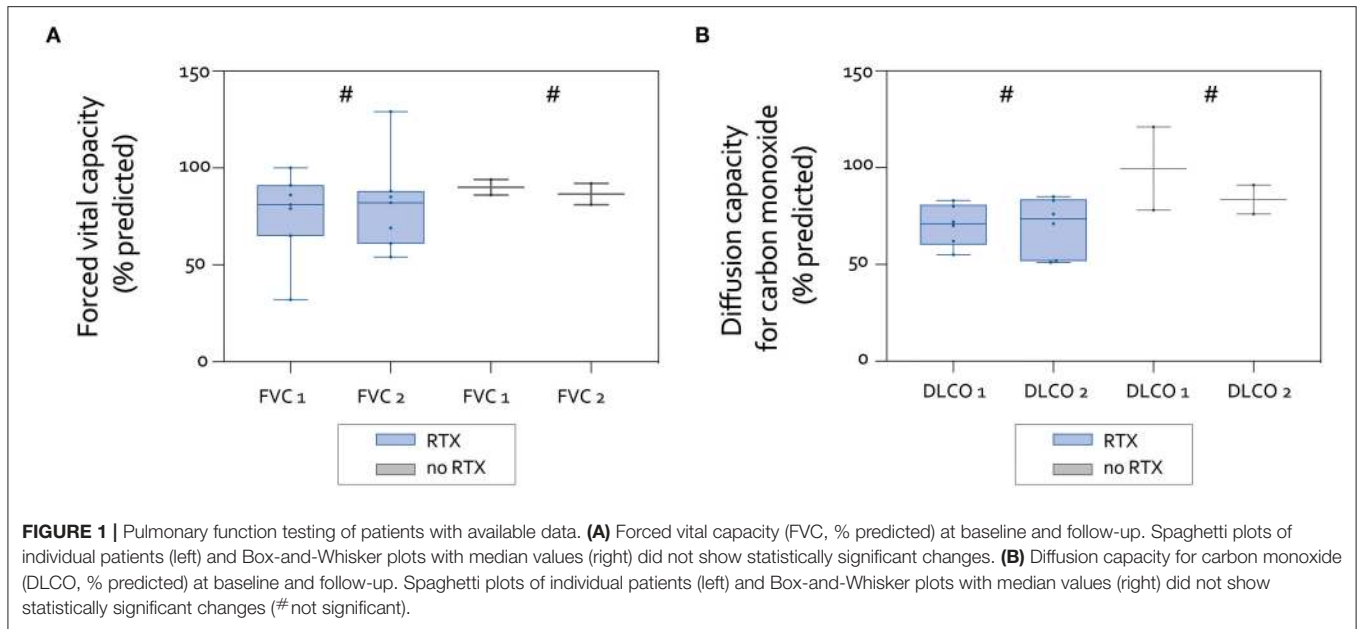 A
B
Forced vital capacity
(% predicted)
150
100
50
0
#
#
FVC 1
FVC 2
FVC 1
FVC 2
RTX
no RTX
Diffusion capacity
for carbon monoxide
(% predicted)
150
100
50
0
#
#
DLCO 1
DLCO 2
DLCO 1
DLCO 2
RTX
no RTX
FIGURE 1 | Pulmonary function testing of patients with available data. (A) Forced vital capacity (FVC, % predicted) at baseline and follow-up. Spaghetti plots of
individual patients (left) and Box-and-Whisker plots with median values (right) did not show statistically significant changes. (B) Diffusion capacity for carbon monoxide
(DLCO, % predicted) at baseline and follow-up. Spaghetti plots of individual patients (left) and Box-and-Whisker plots with median values (right) did not show
statistically significant changes (# not significant).